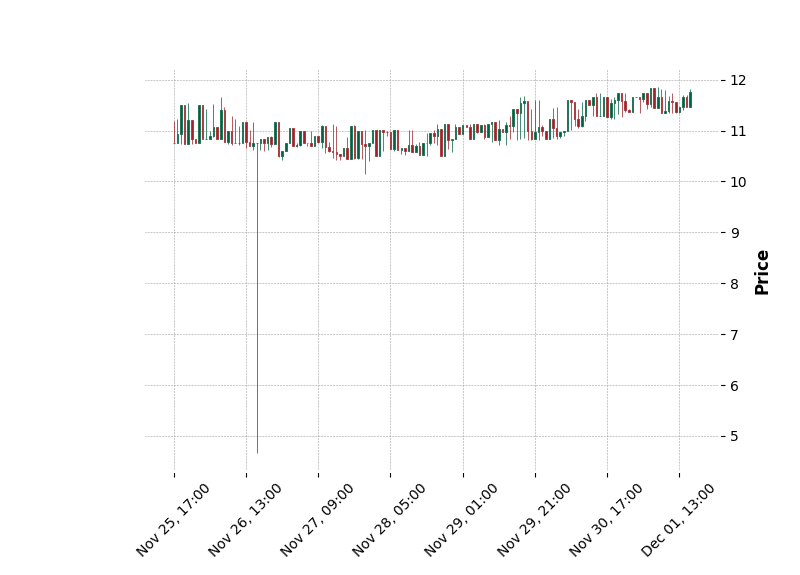 12
11
10
9
8
7
6
5
Price
Nov 25, 17:00
Nov 26, 13:00
Nov 27, 09:00
Nov 28, 05:00
Nov 29, 01:00
Nov 29, 21:00
Nov 30, 17:00
Dec 01, 13:00